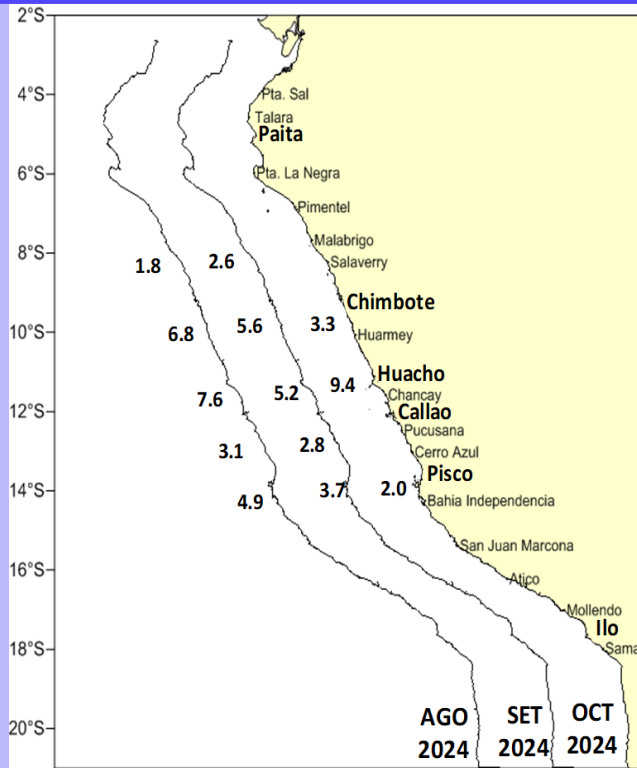 2°S
4°S
Pta. Sal
Talara
Paita
6°S
Pta. La Negra
Pimentel
Malabrigo
8°S
Salaverry
1.8
2.6
Chimbote
10°S
6.8
5.6
3.3
Huarmey
Huacho
7.6
5.2
9.4
Chancay
12°S
Callao
Pucusana
3.1
2.8
Cerro Azul
Pisco
14°S
4.9
3.7
2.0
Bahia Independencia
San Juan Marcona
16°S
Atico
Mollendo
Ilo
18°S
Sama
20°S
AGO
2024
SET
2024
OCT
2024